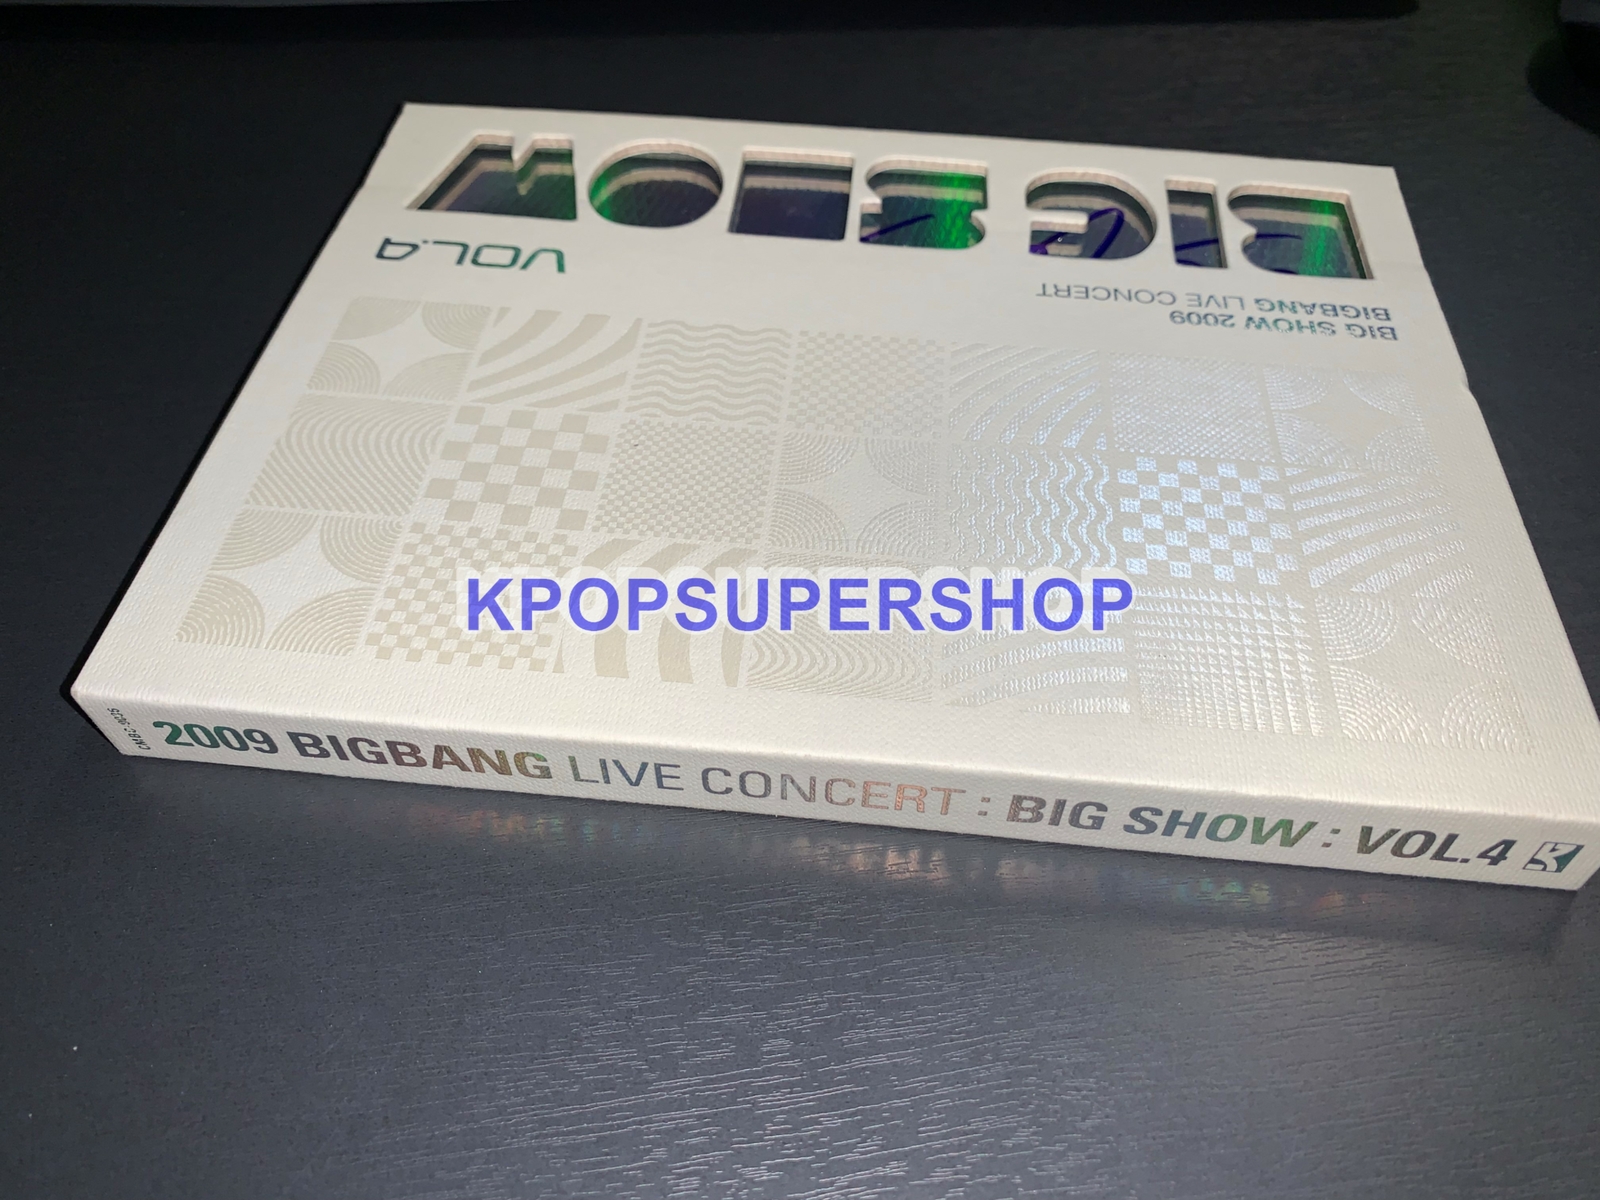 BIG SHOW
VOL.4
BIG SHOW 2009
BIGBANG LIVE CONCERT
KPOPSUPERSHOP
2009 BIGBANG LIVE CONCERT : BIG SHOW : VOL.4